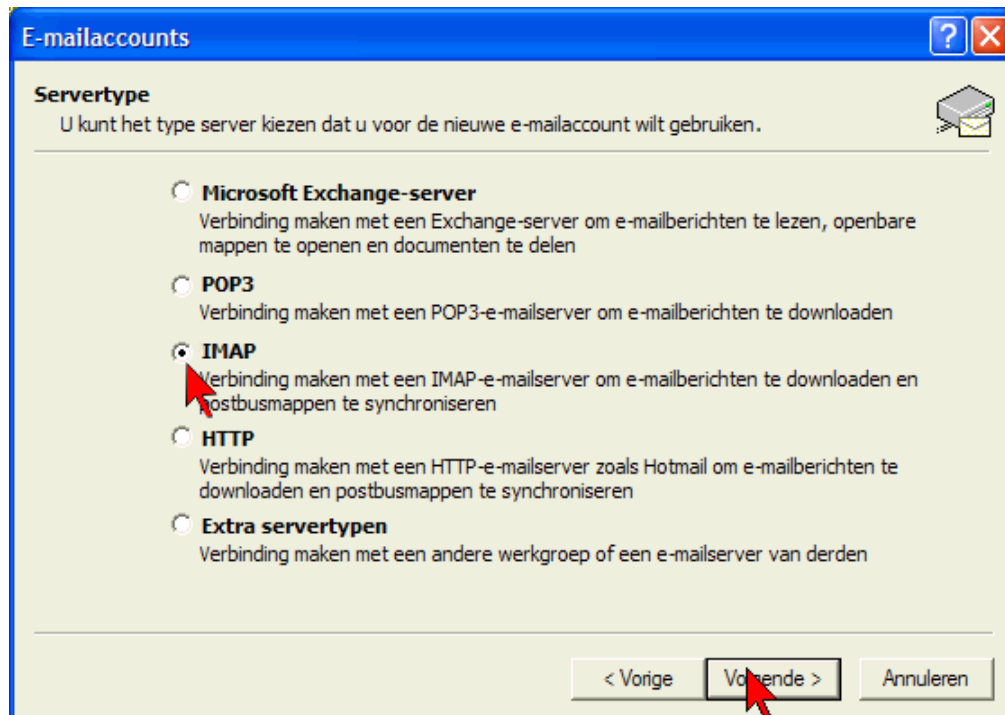 E-mailaccounts
Servertype
U kunt het type server kiezen dat u voor de nieuwe e-mailaccount wilt gebruiken.
Microsoft Exchange-server
Verbinding maken met een Exchange-server om e-mailberichten te lezen, openbare
mappen te openen en documenten te delen
POP3
Verbinding maken met een POP3-e-mailserver om e-mailberichten te downloaden
IMAP
Verbinding maken met een IMAP-e-mailserver om e-mailberichten te downloaden en
postbusmappen te synchroniseren
HTTP
Verbinding maken met een HTTP-e-mailserver zoals Hotmail om e-mailberichten te
downloaden en postbusmappen te synchroniseren
Extra servertypen
Verbinding maken met een andere werkgroep of een e-mailserver van derden
< Vorige Volgende > Annuleren